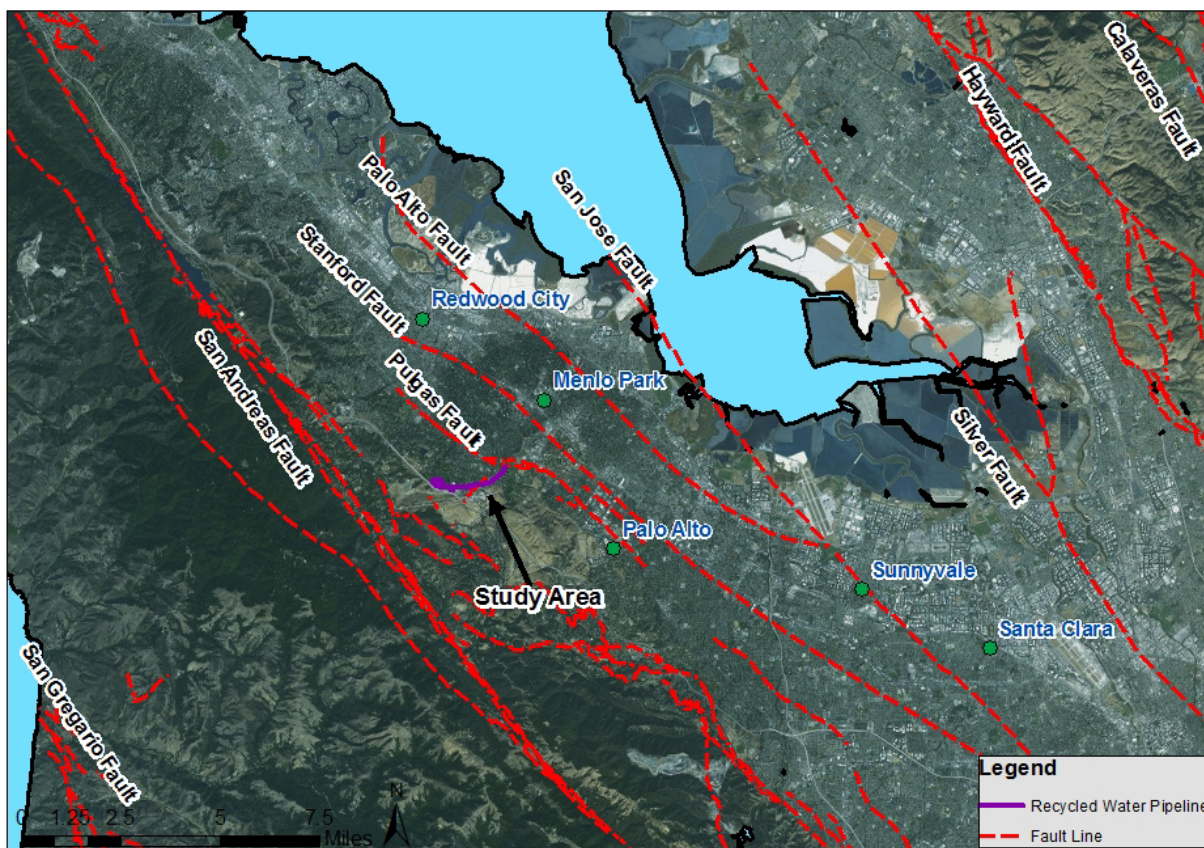 Calaveras Fault
Hayward Fault
Palo Alto Fault
San Jose Fault
Stanford Fault
Redwood City
San Andreas Fault
Pulgas Fault
Menlo Park
Silver Fault
Palo Alto
Sunnyvale
Study Area
Santa Clara
San Gregario Fault
N
0 1.25 2.5 5 7.5
Miles
Legend
Recycled Water Pipeline
Fault Line